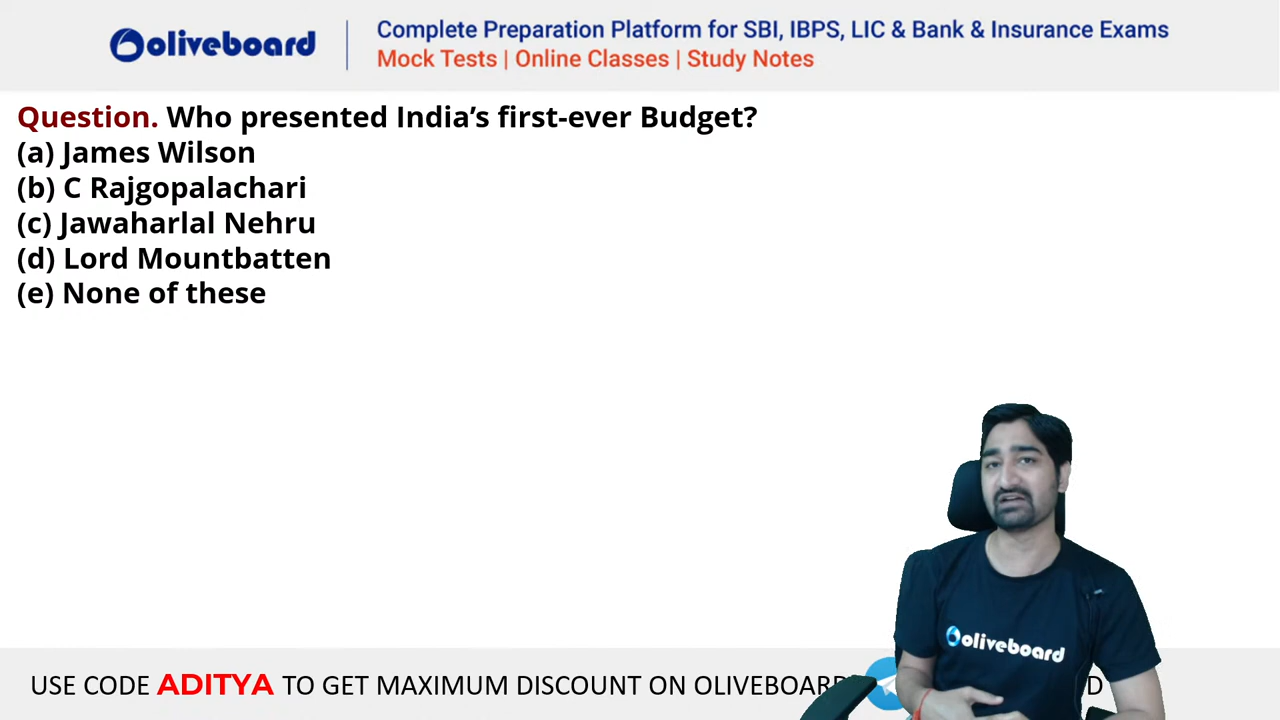 oliveboard
Complete Preparation Platform for SBI, IBPS, LIC & Bank & Insurance Exams
Mock Tests | Online Classes | Study Notes
Question. Who presented India's first-ever Budget?
(a) James Wilson
(b) C Rajgopalachari
(c) Jawaharlal Nehru
(d) Lord Mountbatten
(e) None of these
oliveboard
USE CODE ADITYA TO GET MAXIMUM DISCOUNT ON OLIVEBOARD